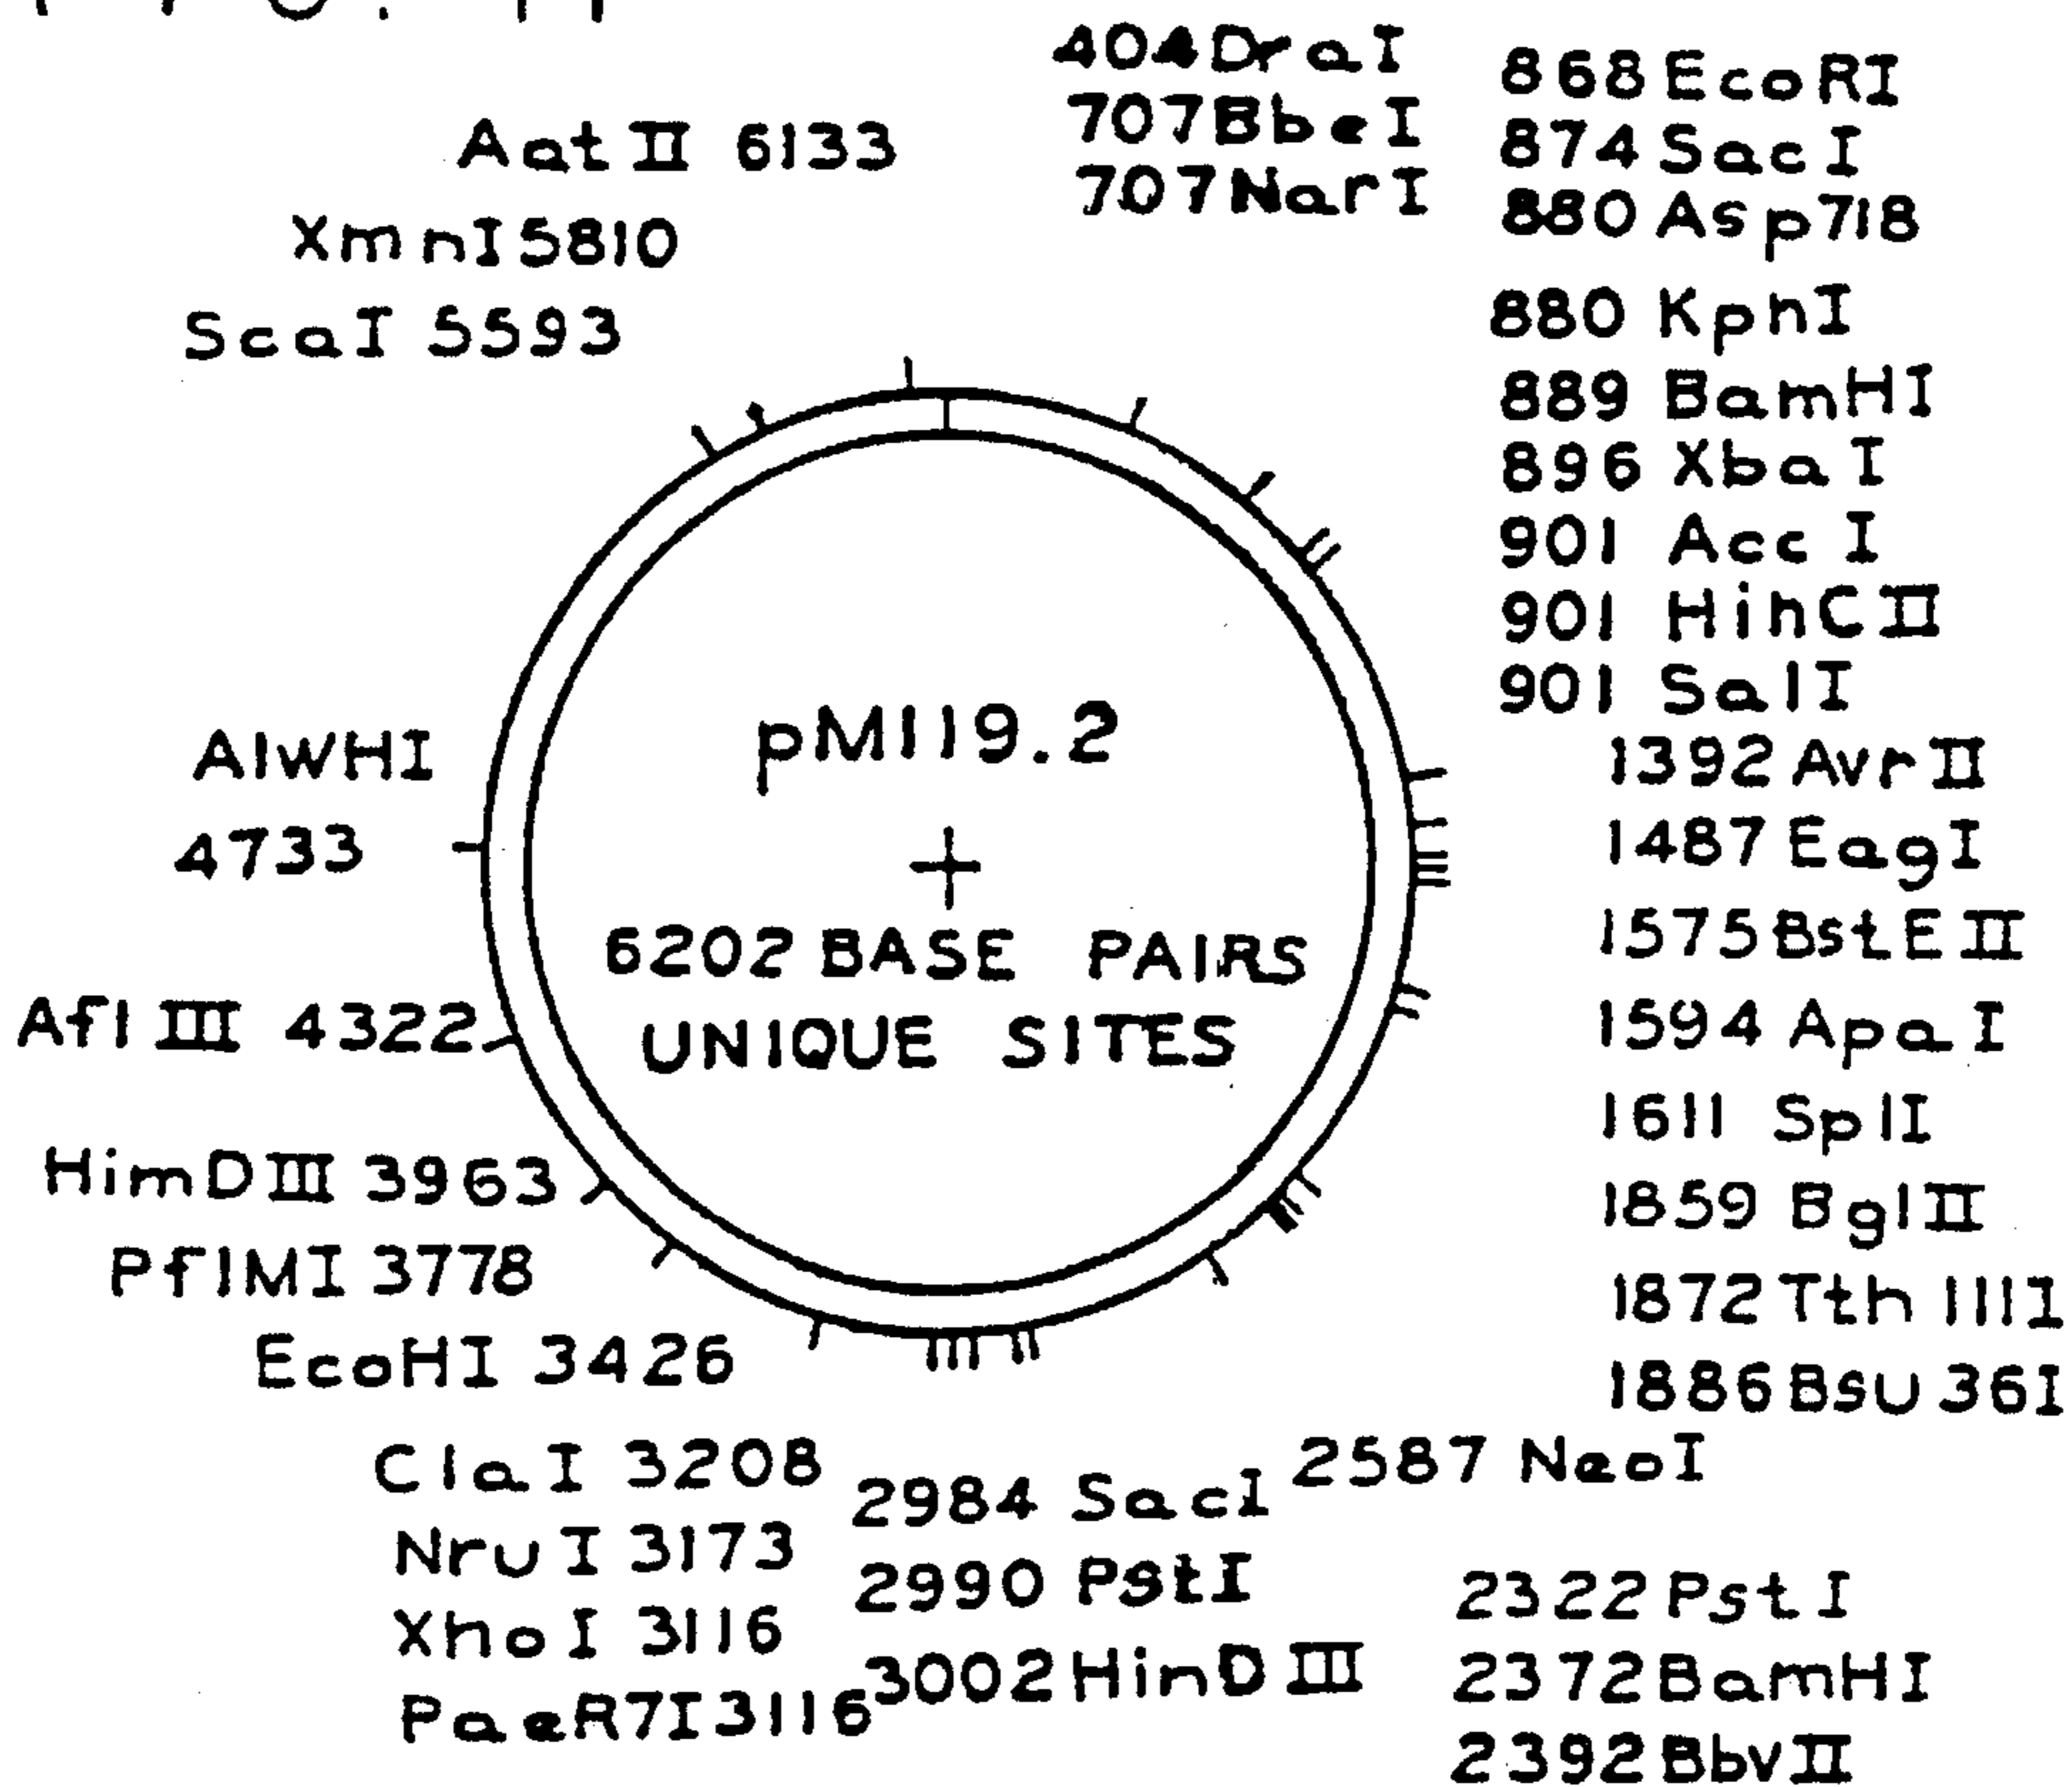 404 DraI
707 BbeI
707 NarI
868 EcoRI
874 SacI
880 Asp718
880 KphI
889 BamHI
896 XbaI
901 AccI
901 HihCII
901 SalI
1392 AvrII
1487 EagI
1575 BstEII
1594 ApaI
1611 SplI
1859 BglII
1872 Tth111I
1886 BsU36I
2587 NeoI
2322 PstI
2372 BamHI
2392 BbvII
2984 SacI
2990 PstI
3002 HinDIII
AatII 6133
XmnI 5810
ScaI 5593
AlWHI
4733
AflIII 4322
HimDIII 3963
PflMI 3778
EcoHI 3426
ClaI 3208
NruI 3173
XhoI 3116
PaeR7I 3116
pM119.2
+
6202 BASE PAIRS
UNIQUE SITES